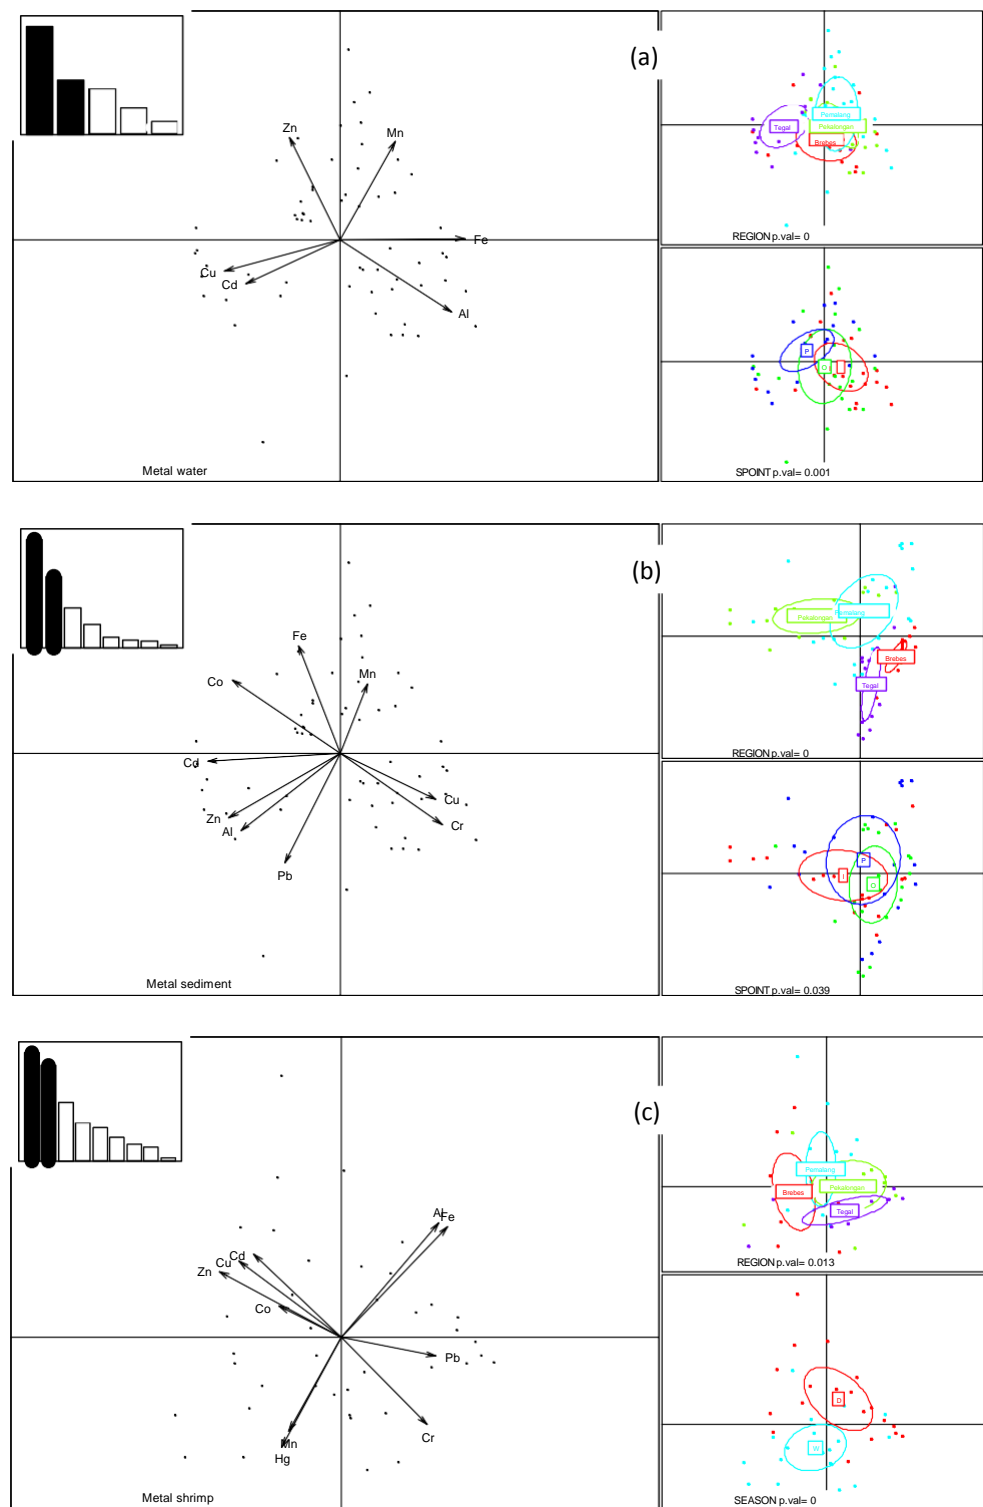 (a)
Zn
Mn
Fe
Cu
Cd
Al
Metal water
Pemalang
Tegal
Pekalongan
Brebes
REGION p.val= 0
P
O
I
SPOINT p.val= 0.001
(b)
Fe
Co
Mn
Cd
Cu
Zn
Al
Cr
Pb
Metal sediment
Pekalongan
Pemalang
Brebes
Tegal
REGION p.val= 0
P
I
O
SPOINT p.val= 0.039
(c)
Al
Fe
Cd
Cu
Zn
Co
Pb
Cr
Mn
Hg
Metal shrimp
Pemalang
Pekalongan
Brebes
Tegal
REGION p.val= 0.013
D
W
SEASON p.val= 0